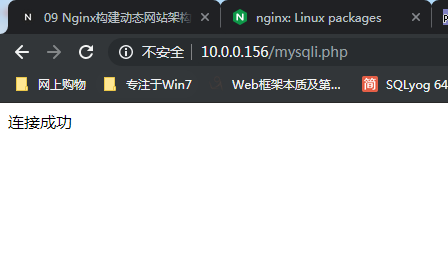 09 Nginx构建动态网站架构
nginx: Linux packages
不安全 10.0.0.156/mysqli.php
网上购物 专注于Win7 Web框架本质及第... 简 SQLyog 64
连接成功